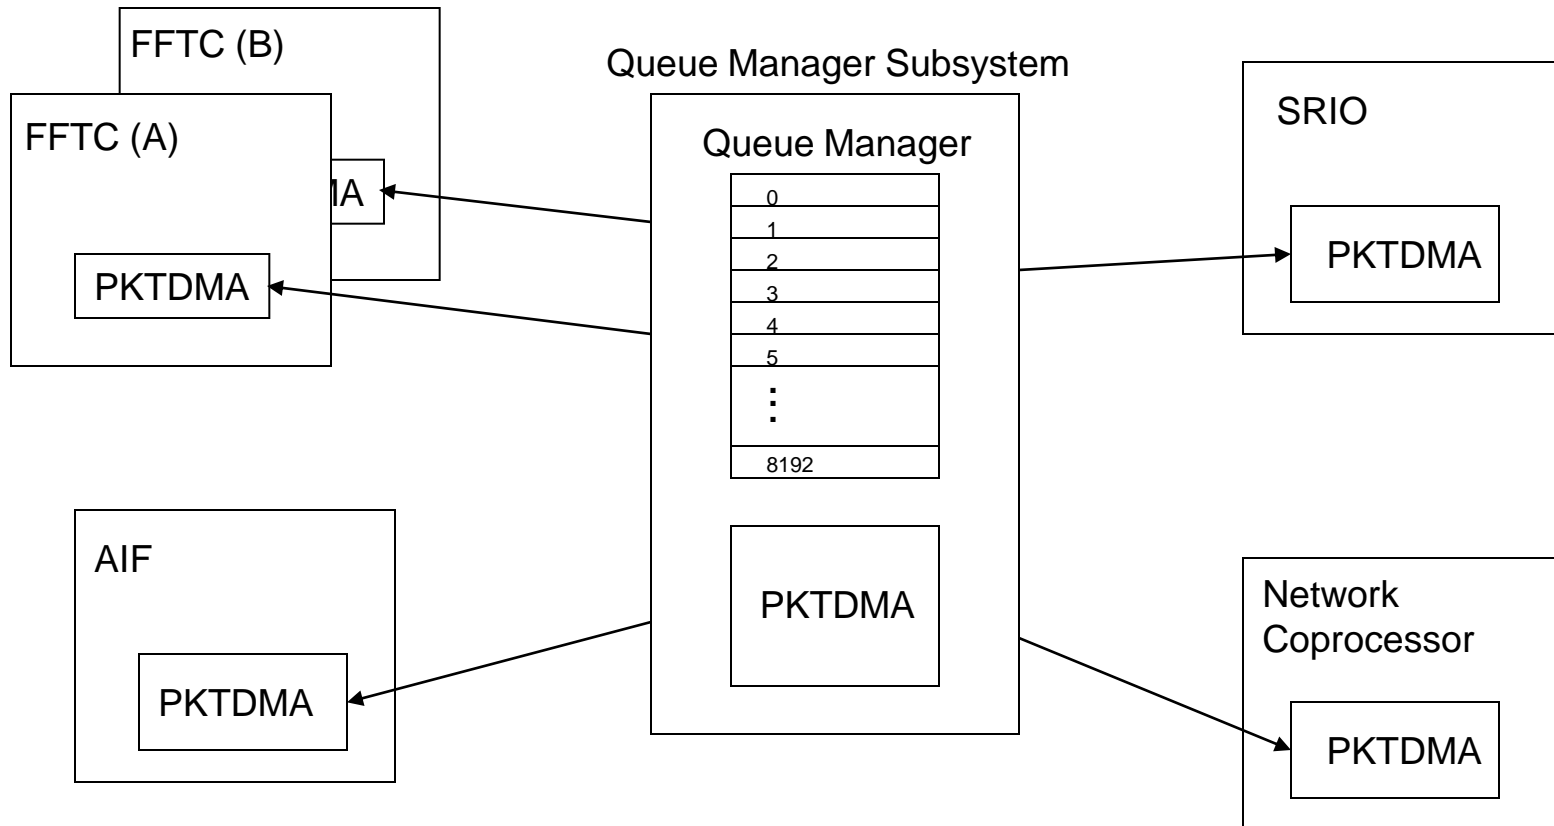 FFTC (B)
FFTC (A)
MA
PKTDMA
Queue Manager Subsystem
Queue Manager
0
1
2
3
4
5
⋮
8192
PKTDMA
SRIO
PKTDMA
AIF
PKTDMA
Network
Coprocessor
PKTDMA